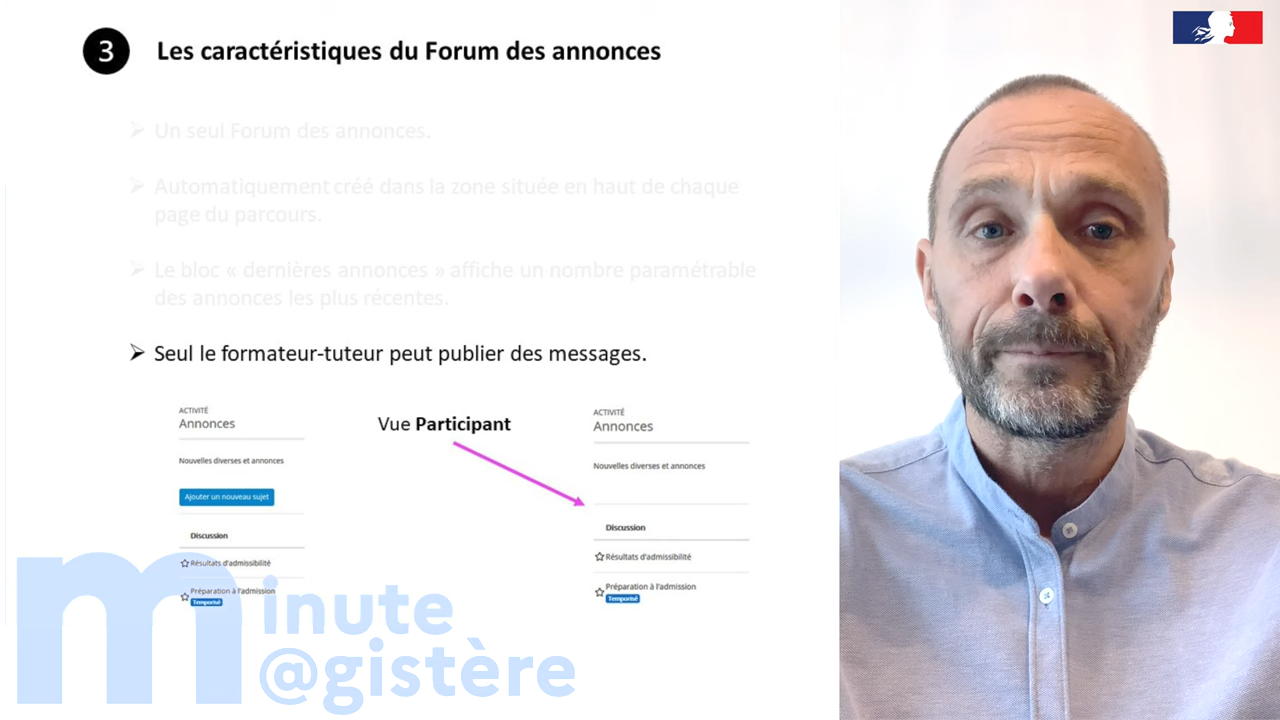 3 Les caractéristiques du Forum des annonces
Un seul Forum des annonces.
Automatiquement créé dans la zone située en haut de chaque
page du parcours.
Le bloc « dernières annonces » affiche un nombre paramétrable
des annonces les plus récentes.
Seul le formateur-tuteur peut publier des messages.
ACTIVITÉ
Annonces
Nouvelles diverses et annonces
Ajouter un nouveau sujet
Discussion
Résultats d'admissibilité
Préparation à l'admission
Temporisé
Vue Participant
ACTIVITÉ
Annonces
Nouvelles diverses et annonces
Discussion
Résultats d'admissibilité
Préparation à l'admission
Temporisé
minute
m@gistère